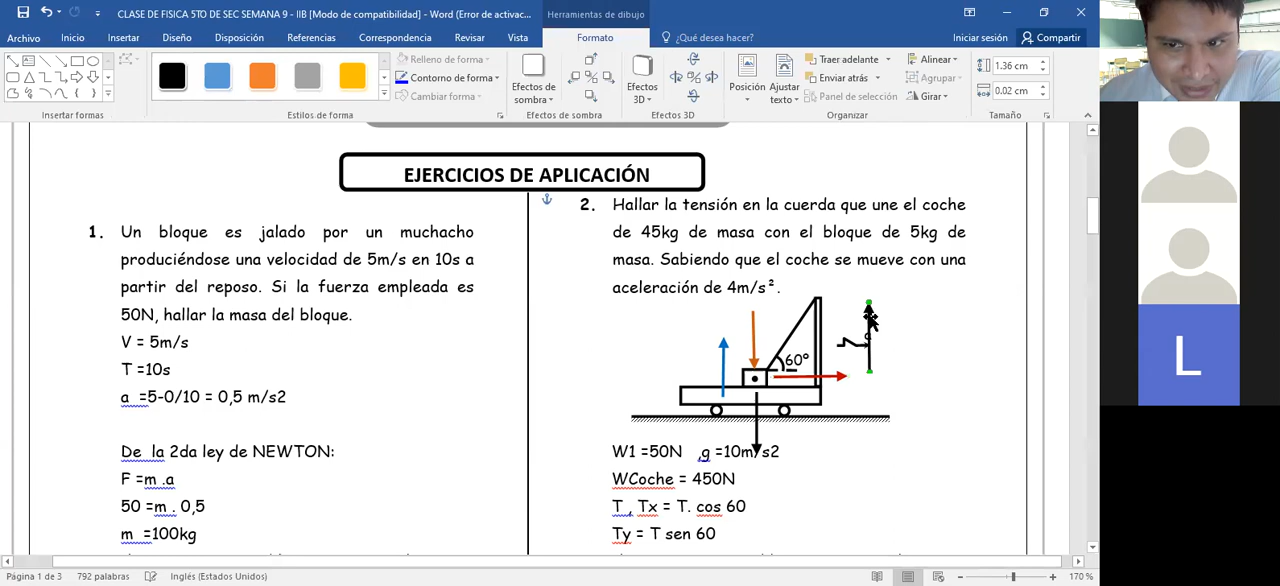 CLASE DE FISICA 5TO DE SEC SEMANA 9 - IIB [Modo de compatibilidad] - Word (Error de activac...
Herramientas de dibujo
Archivo
Inicio
Insertar
Diseño
Disposición
Referencias
Correspondencia
Revisar
Vista
Formato
¿Qué desea hacer?
Iniciar sesión
Compartir
Relleno de forma
Contorno de forma
Cambiar forma
Efectos de sombra
Efectos 3D
Posición
Ajustar texto
Traer adelante
Enviar atrás
Panel de selección
Alinear
Agrupar
Girar
1.36 cm
0.02 cm
Insertar formas
Estilos de forma
Efectos de sombra
Efectos 3D
Organizar
Tamaño
EJERCICIOS DE APLICACIÓN
1. Un bloque es jalado por un muchacho
produciéndose una velocidad de 5m/s en 10s a
partir del reposo. Si la fuerza empleada es
50N, hallar la masa del bloque.
V = 5m/s
T =10s
a =5-0/10 = 0,5 m/s2
De la 2da ley de NEWTON:
F =m .a
50 =m . 0,5
m =100kg
2. Hallar la tensión en la cuerda que une el coche
de 45kg de masa con el bloque de 5kg de
masa. Sabiendo que el coche se mueve con una
aceleración de 4m/s².
60°
a
W1 =50N ,g =10m/s2
WCoche = 450N
T , Tx = T. cos 60
Ty = T sen 60
L
Página 1 de 3
792 palabras
Inglés (Estados Unidos)
170 %